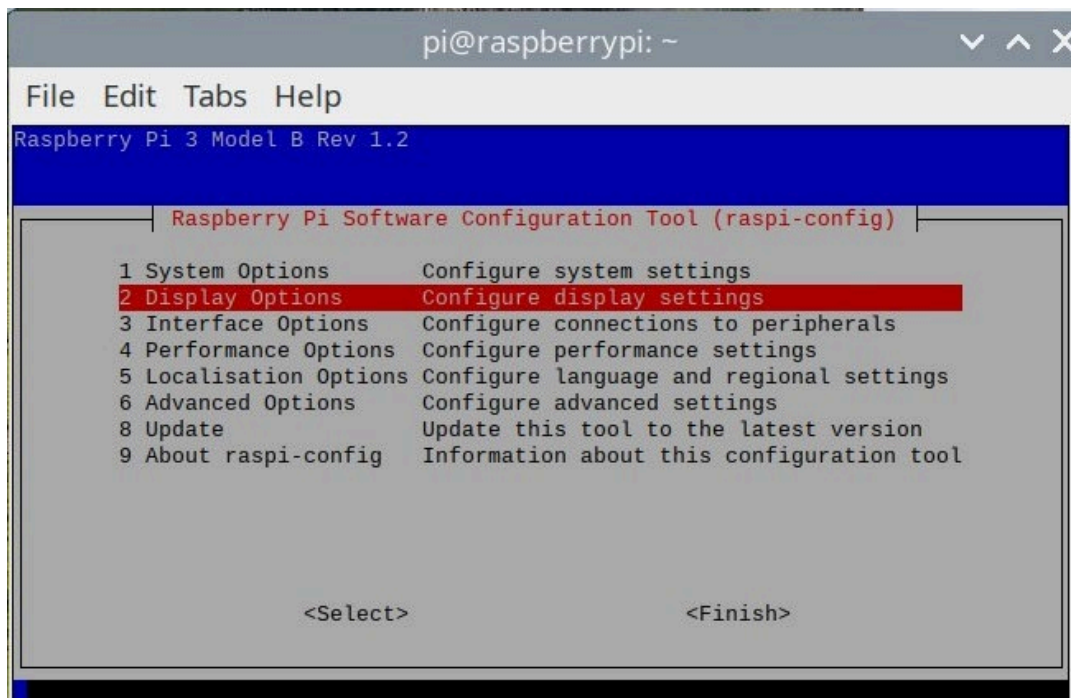 pi@raspberrypi: ~
File Edit Tabs Help
Raspberry Pi 3 Model B Rev 1.2
Raspberry Pi Software Configuration Tool (raspi-config)
1 System Options Configure system settings
2 Display Options Configure display settings
3 Interface Options Configure connections to peripherals
4 Performance Options Configure performance settings
5 Localisation Options Configure language and regional settings
6 Advanced Options Configure advanced settings
8 Update Update this tool to the latest version
9 About raspi-config Information about this configuration tool
<Select> <Finish>